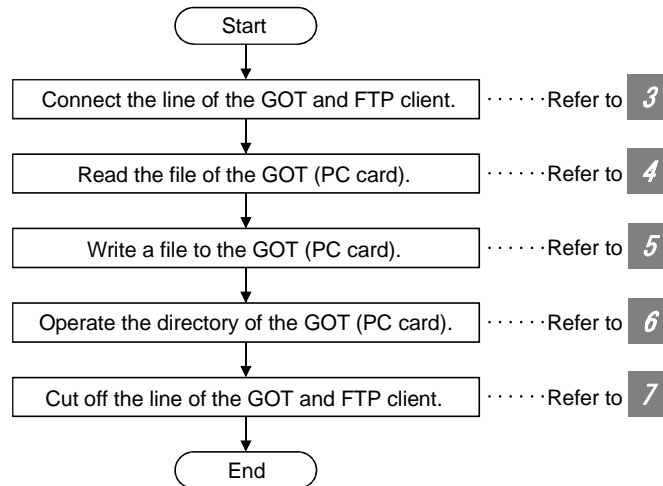 Start
Connect the line of the GOT and FTP client. ······Refer to 3
Read the file of the GOT (PC card). ······Refer to 4
Write a file to the GOT (PC card). ······Refer to 5
Operate the directory of the GOT (PC card). ······Refer to 6
Cut off the line of the GOT and FTP client. ······Refer to 7
End